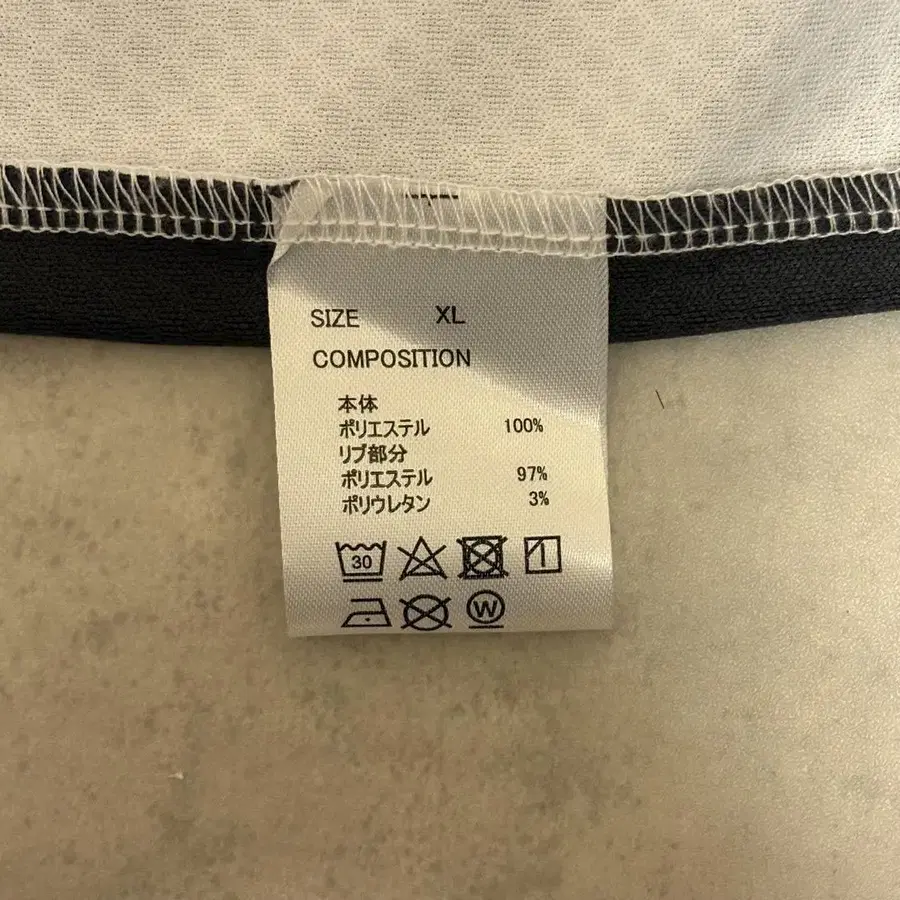 SIZE XL
COMPOSITION
本体
ポリエステル 100%
リブ部分
ポリエステル 97%
ポリウレタン 3%
30
W